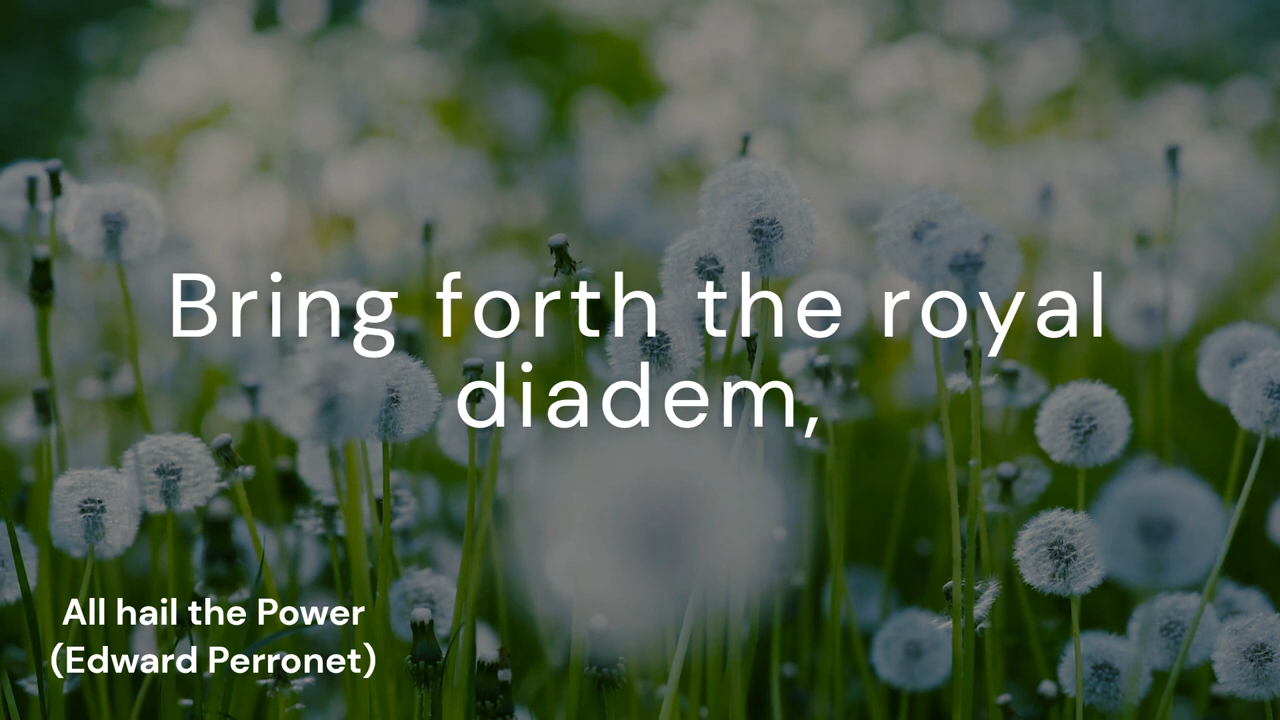 Bring forth the royal
diadem,
All hail the Power
(Edward Perronet)